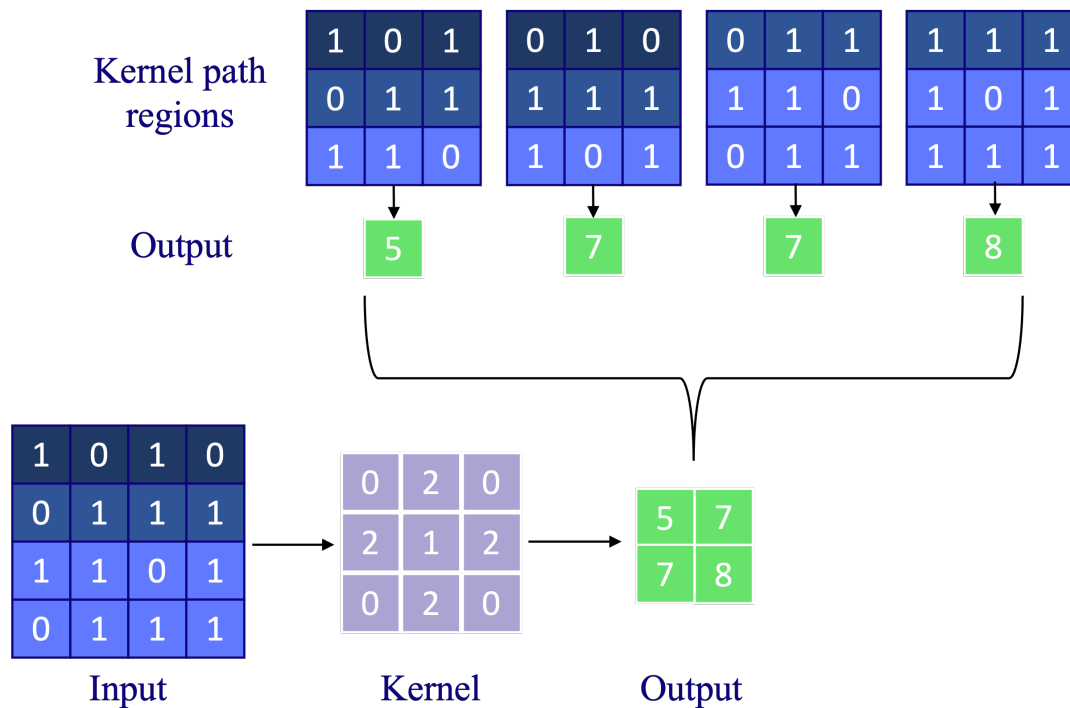 1 0 1 0 1 0 0 1 1 1 1 1
Kernel path
regions
0 1 1 1 1 1 1 1 0 1 0 1
1 1 0 1 0 1 0 1 1 1 1 1
Output 5 7 7 8
1 0 1 0
0 1 1 1
1 1 0 1
0 1 1 1
Input
0 2 0
2 1 2
0 2 0
Kernel
5 7
7 8
Output